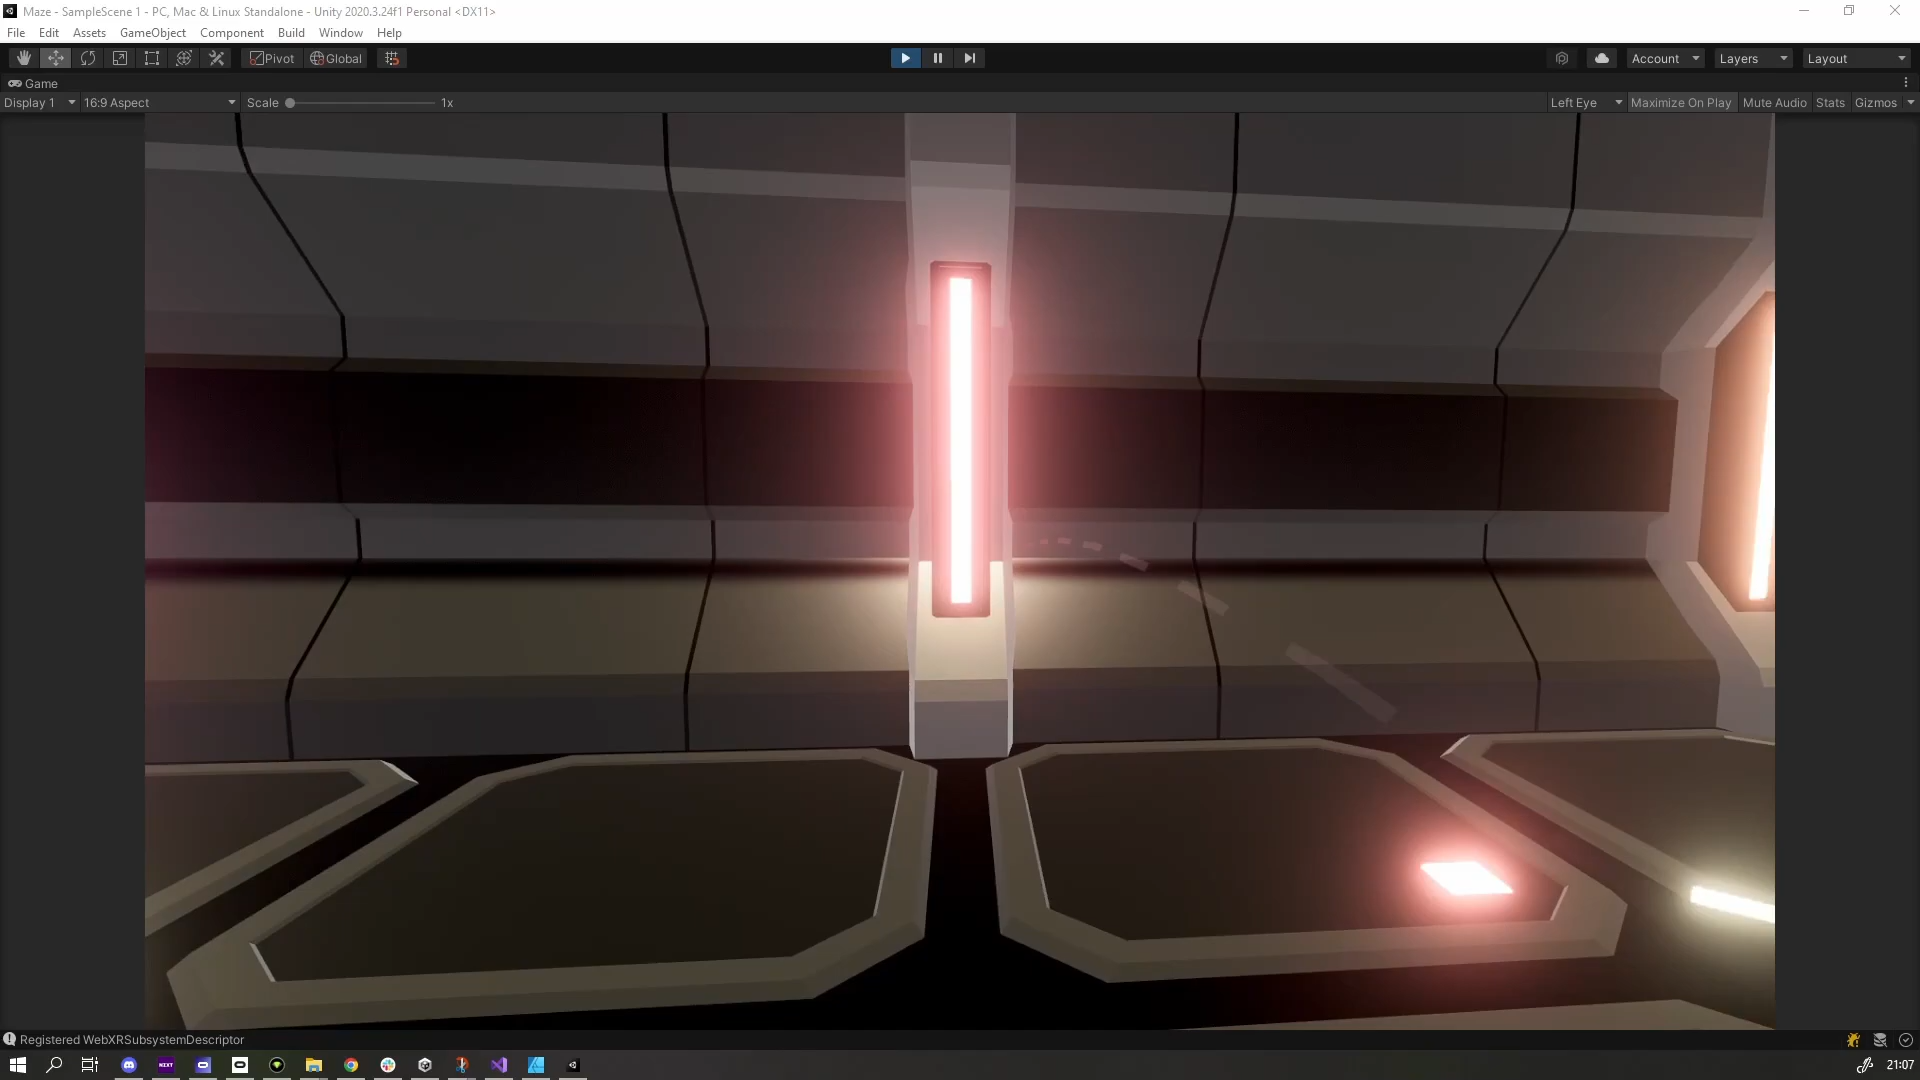 Maze - SampleScene 1 - PC, Mac & Linux Standalone - Unity 2020.3.24f1 Personal <DX11>
File Edit Assets GameObject Component Build Window Help
Pivot Global Account Layers Layout
Game
Display 1 16:9 Aspect Scale 1x Left Eye Maximize On Play Mute Audio Stats Gizmos
Registered WebXRSubsystemDescriptor
21:07